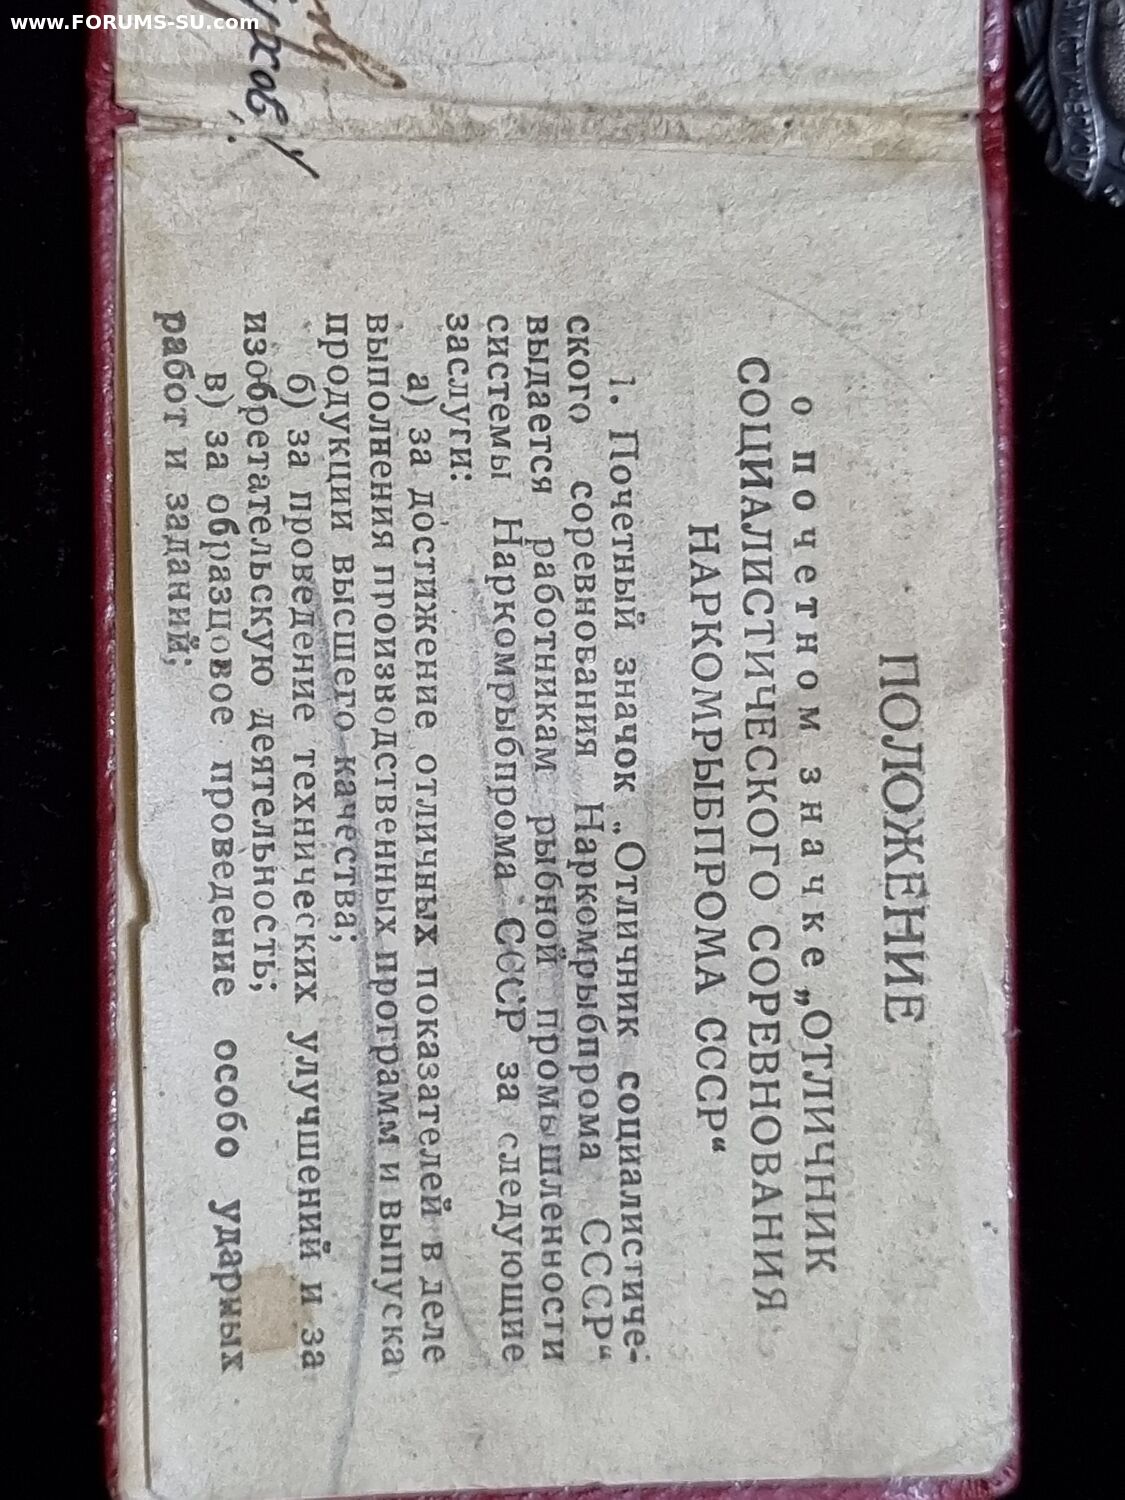 www.FORUMS-SU.com
ПОЛОЖЕНИЕ
о почетном значке „ОТЛИЧНИК
СОЦИАЛИСТИЧЕСКОГО СОРЕВНОВАНИЯ
НАРКОМРЫБПРОМА СССР“
1. Почетный значок „Отличник социалистиче-
ского соревнования Наркомрыбпрома СССР“
выдается работникам рыбной промышленности
системы Наркомрыбпрома СССР за следующие
заслуги:
а) за достижение отличных показателей в деле
выполнения производственных программ и выпуска
продукции высшего качества;
б) за проведение технических улучшений и за
изобретательскую деятельность;
в) за образцовое проведение особо ударных
работ и заданий;